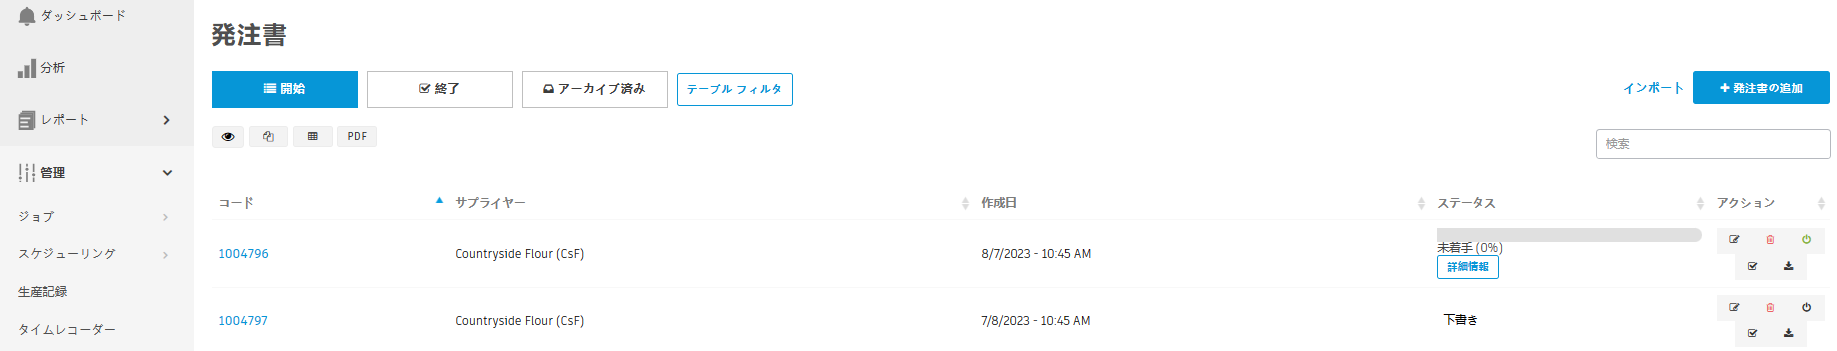 ダッシュボード
分析
レポート
管理
ジョブ
スケジューリング
生産記録
タイムレコーダー
発注書
開始
終了
アーカイブ済み
テーブル フィルタ
インポート
発注書の追加
PDF
検索
コード サプライヤー 作成日 ステータス アクション
1004796 Countryside Flour (CsF) 8/7/2023 - 10:45 AM 未着手 (0%)
詳細情報
1004797 Countryside Flour (CsF) 7/8/2023 - 10:45 AM 下書き